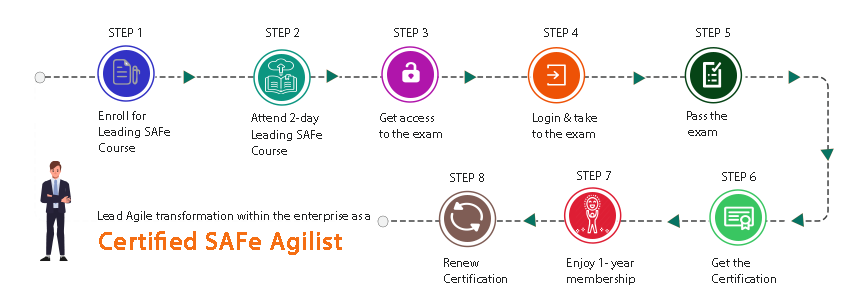 STEP 1
Enroll for
Leading SAFe
Course
STEP 2
Attend 2-day
Leading SAFe
Course
STEP 3
Get access
to the exam
STEP 4
Login & take
to the exam
STEP 5
Pass the
exam
STEP 6
Get the
Certification
STEP 7
Enjoy 1- year
membership
STEP 8
Renew
Certification
Lead Agile transformation within the enterprise as a
Certified SAFe Agilist